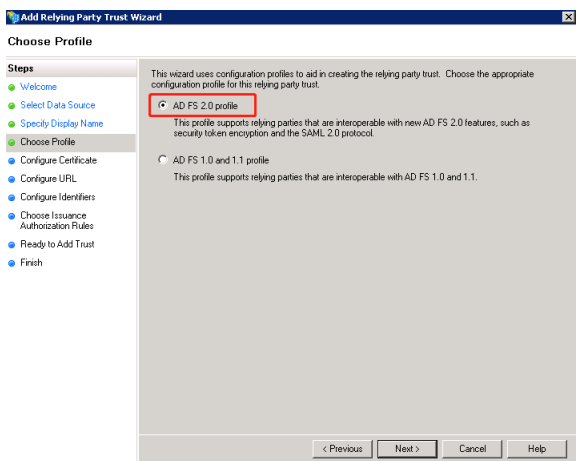 Add Relying Party Trust Wizard
Choose Profile
Steps
Welcome
Select Data Source
Specify Display Name
Choose Profile
Configure Certificate
Configure URL
Configure Identifiers
Choose Issuance
Authorization Rules
Ready to Add Trust
Finish
This wizard uses configuration profiles to aid in creating the relying party trust. Choose the appropriate
configuration profile for this relying party trust.
AD FS 2.0 profile
This profile supports relying parties that are interoperable with new AD FS 2.0 features, such as
security token encryption and the SAML 2.0 protocol.
AD FS 1.0 and 1.1 profile
This profile supports relying parties that are interoperable with AD FS 1.0 and 1.1.
< Previous Next > Cancel Help